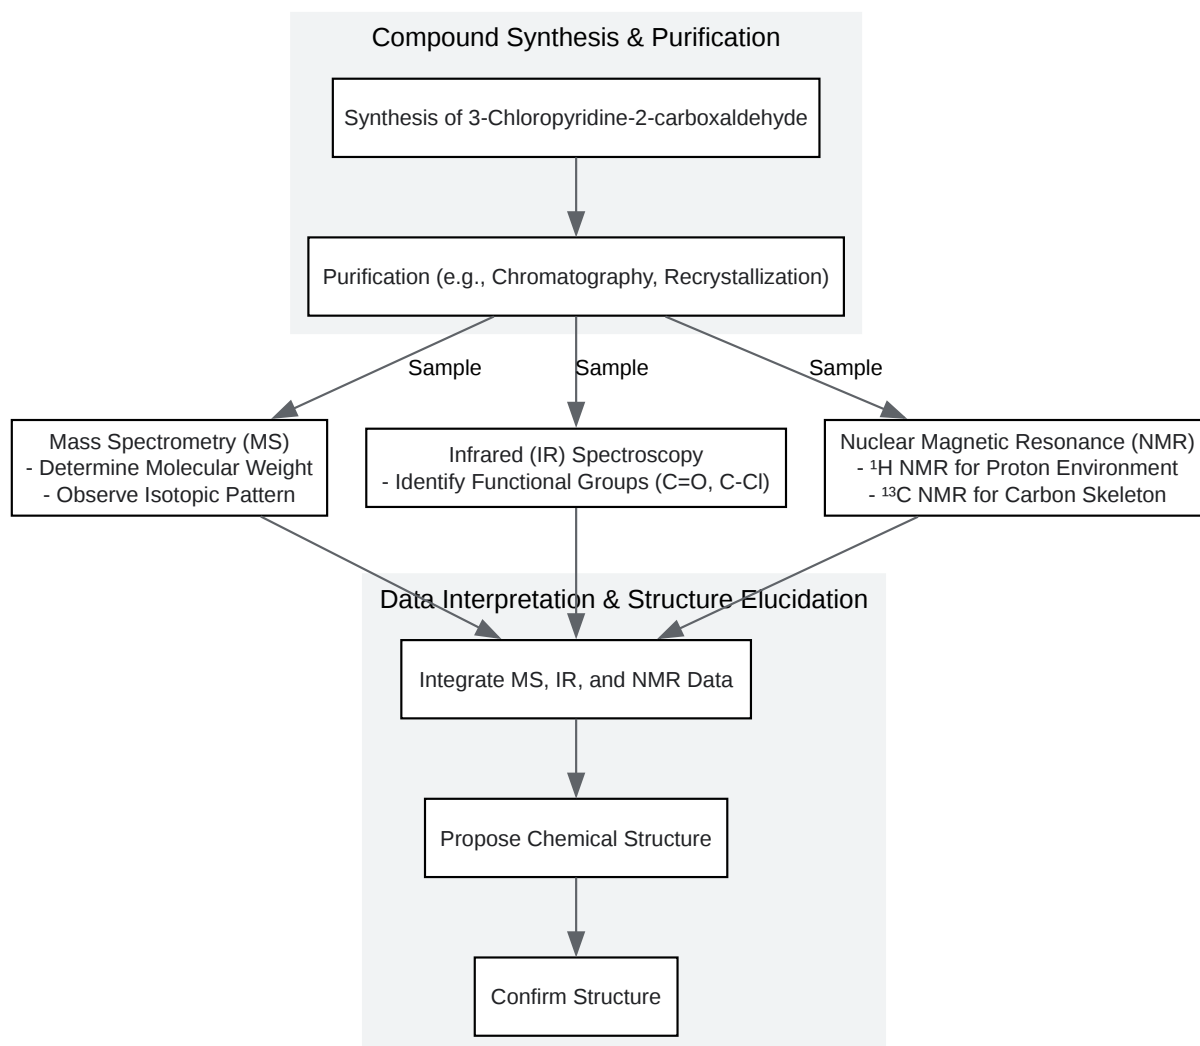 Compound Synthesis & Purification
Synthesis of 3-Chloropyridine-2-carboxaldehyde
Purification (e.g., Chromatography, Recrystallization)
Sample
Sample
Sample
Mass Spectrometry (MS)
- Determine Molecular Weight
- Observe Isotopic Pattern
Infrared (IR) Spectroscopy
- Identify Functional Groups (C=O, C-Cl)
Nuclear Magnetic Resonance (NMR)
- ¹H NMR for Proton Environment
- ¹³C NMR for Carbon Skeleton
Data Interpretation & Structure Elucidation
Integrate MS, IR, and NMR Data
Propose Chemical Structure
Confirm Structure